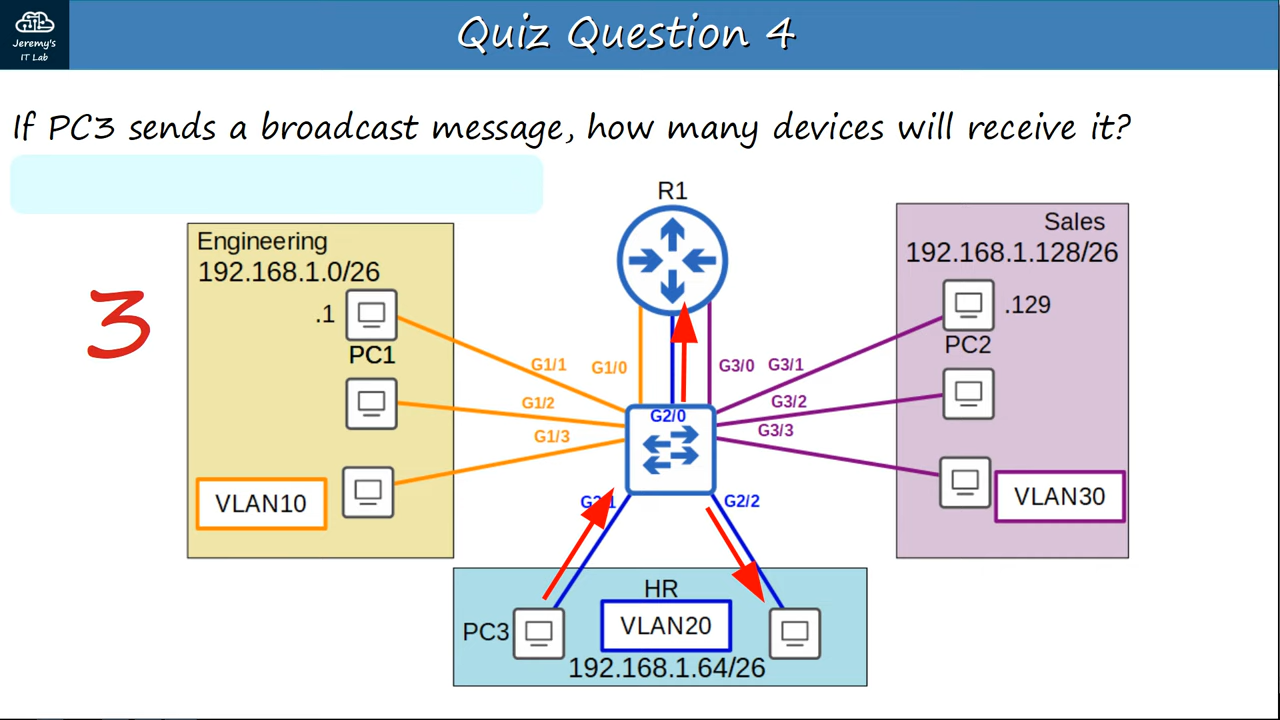 Jeremy's
IT Lab
Quiz Question 4
If PC3 sends a broadcast message, how many devices will receive it?
R1
Engineering
192.168.1.0/26
Sales
192.168.1.128/26
3
.1
PC1
.129
PC2
G1/1
G1/0
G3/0
G3/1
G1/2
G3/2
G1/3
G2/0
G3/3
VLAN10
VLAN30
G2/2
HR
PC3
VLAN20
192.168.1.64/26